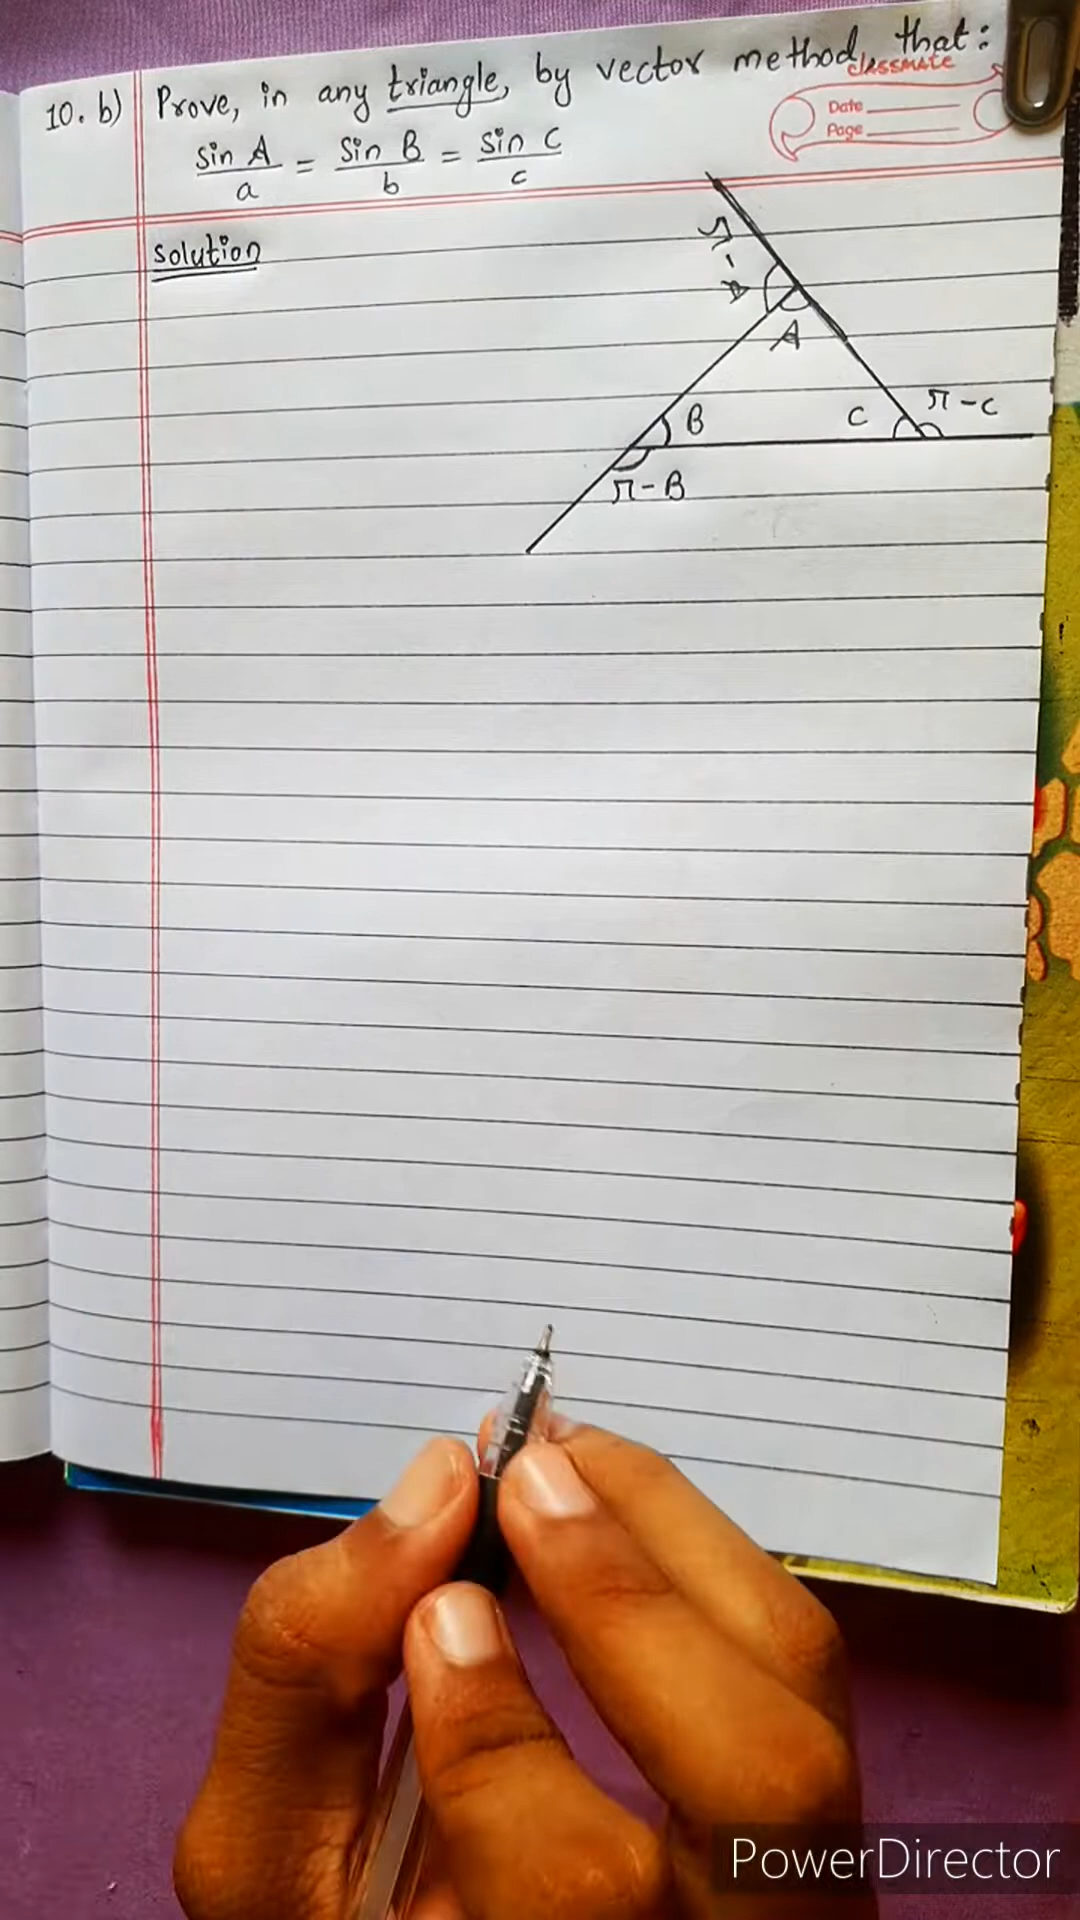 10. b) Prove, in any triangle, by vector method, that:
classmate
Date
Page
sin A / a = sin B / b = sin C / c
Solution
π - A
A
B
C
π - C
π - B
PowerDirector